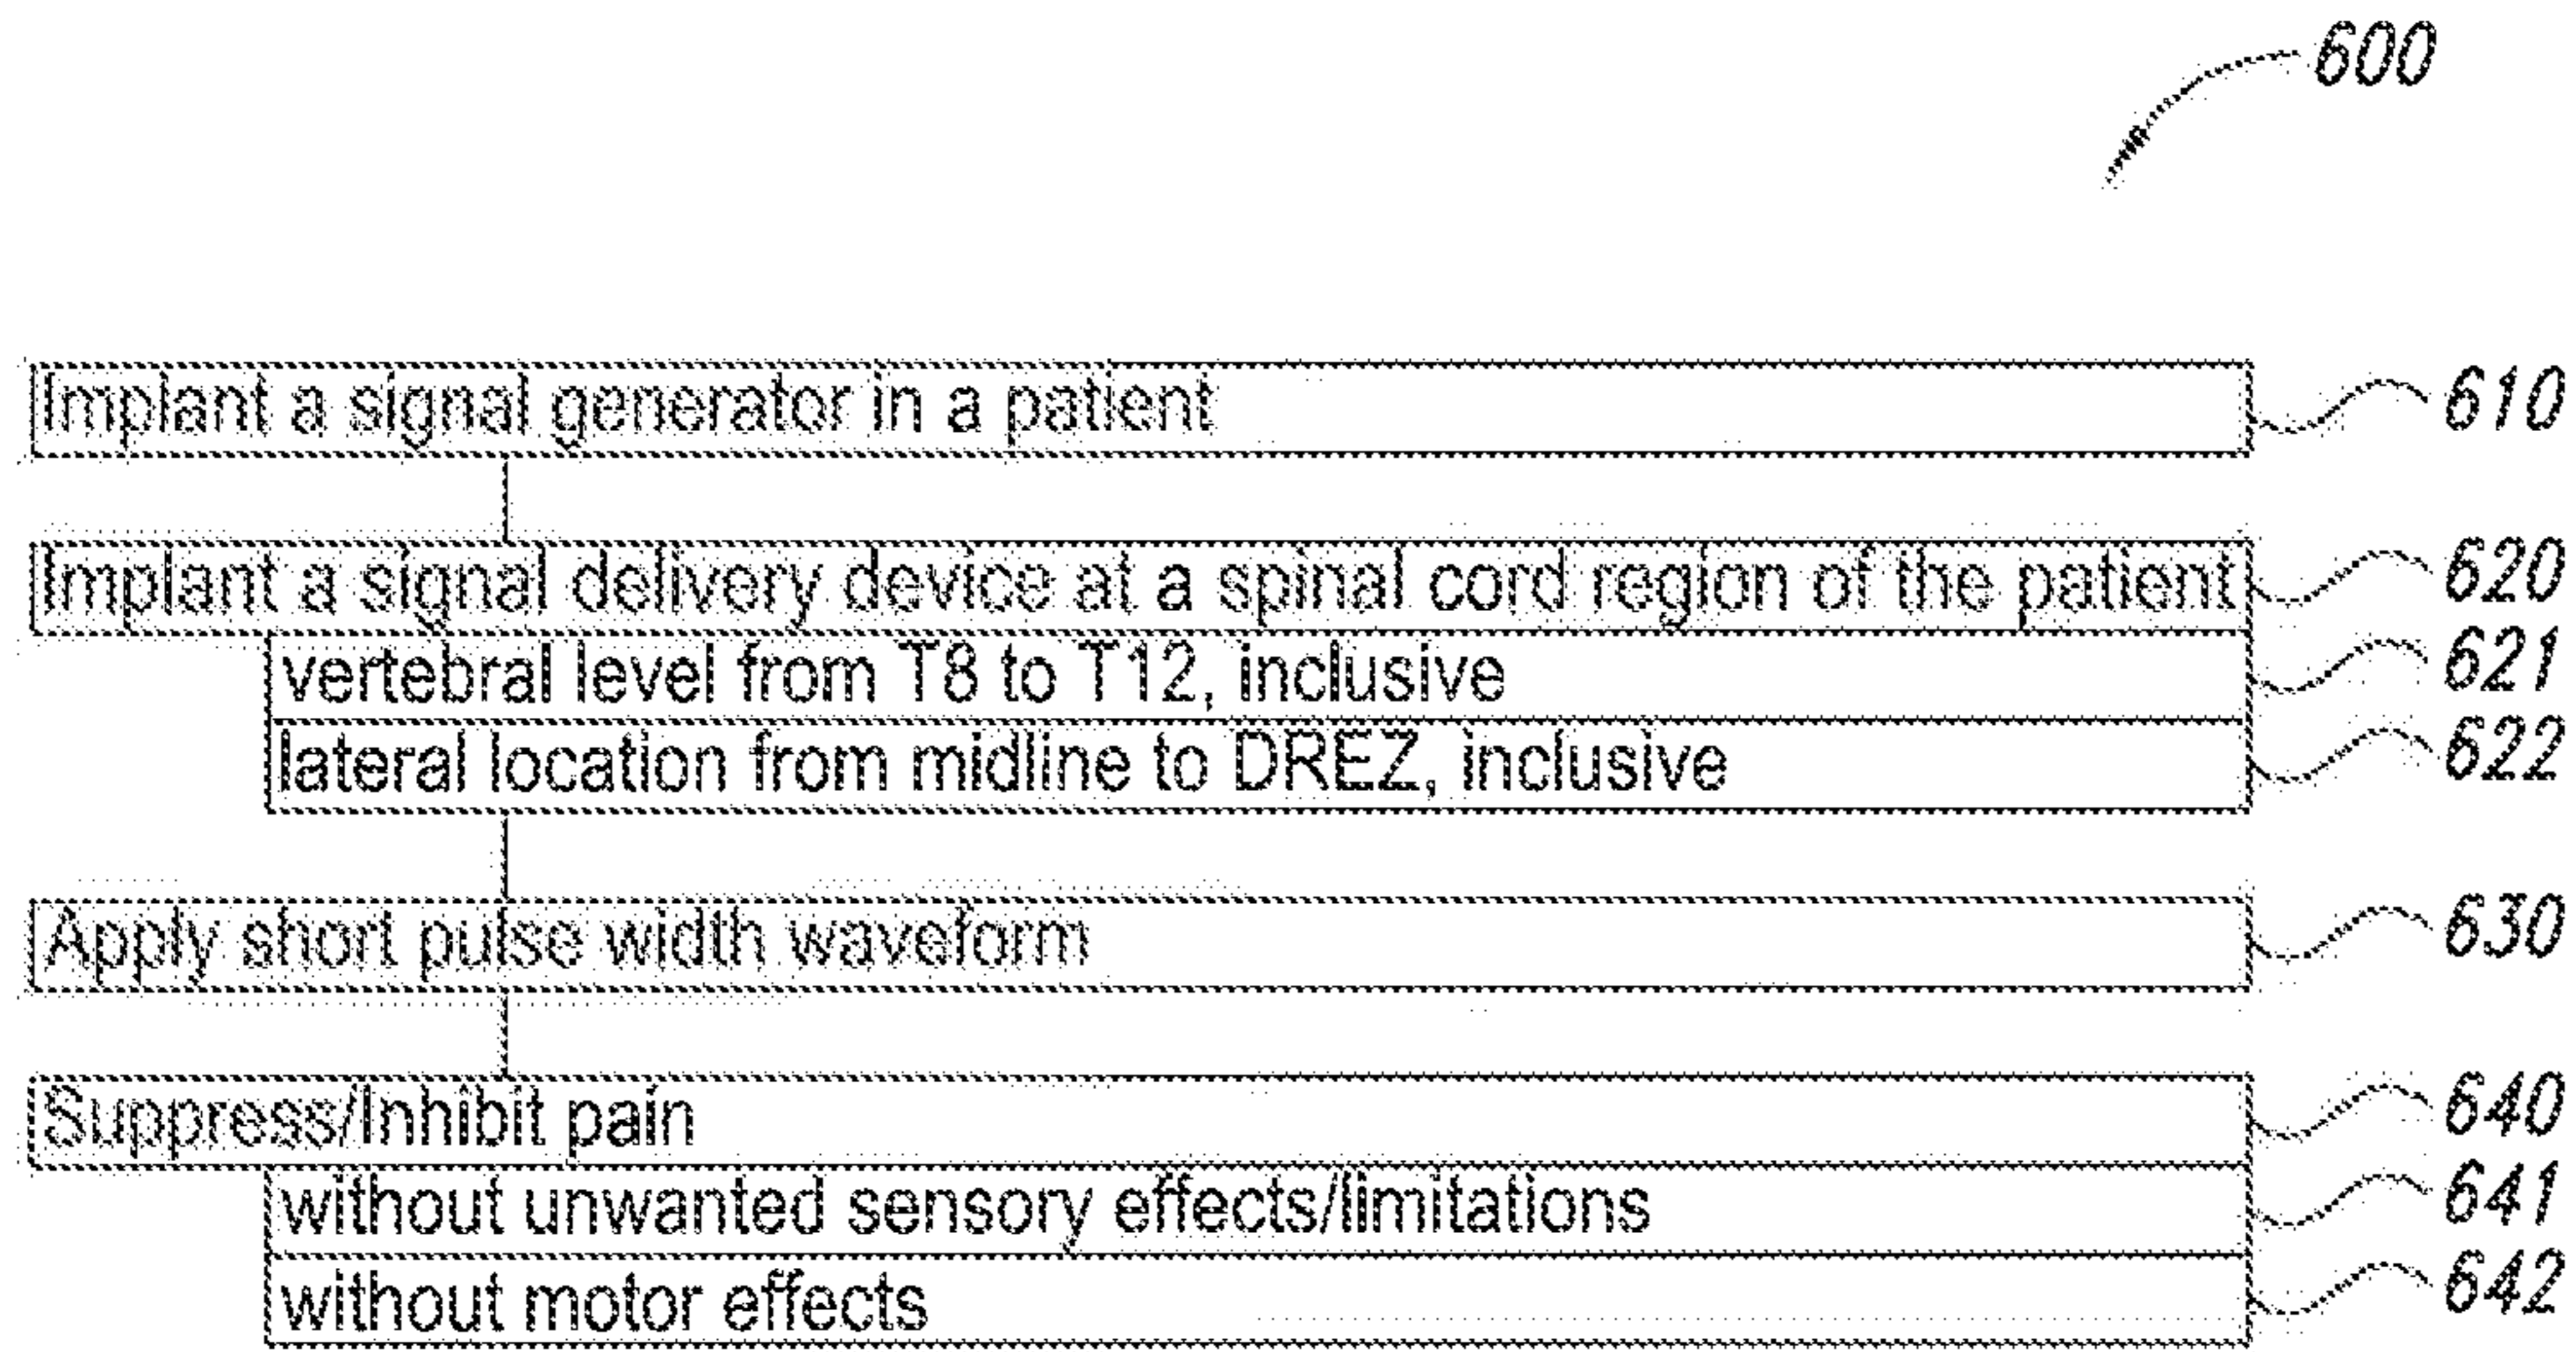 600
Implant a signal generator in a patient 610
Implant a signal delivery device at a spinal cord region of the patient 620
vertebral level from T8 to T12, inclusive 621
lateral location from midline to DREZ, inclusive 622
Apply short pulse width waveform 630
Suppress/Inhibit pain 640
without unwanted sensory effects/limitations 641
without motor effects 642